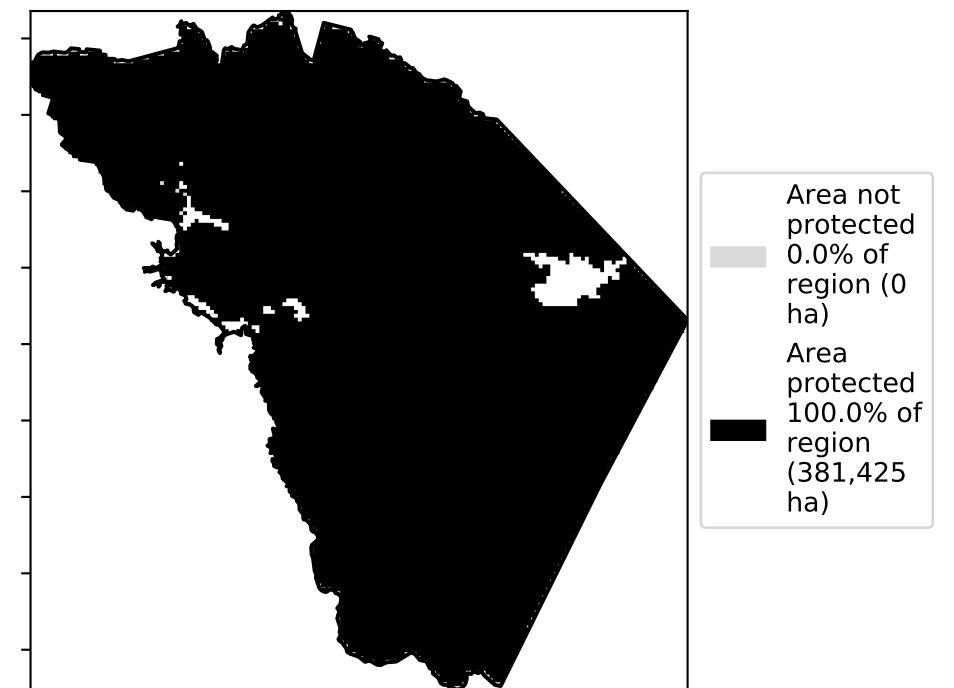 Area not
protected
0.0% of
region (0
ha)
Area
protected
100.0% of
region
(381,425
ha)